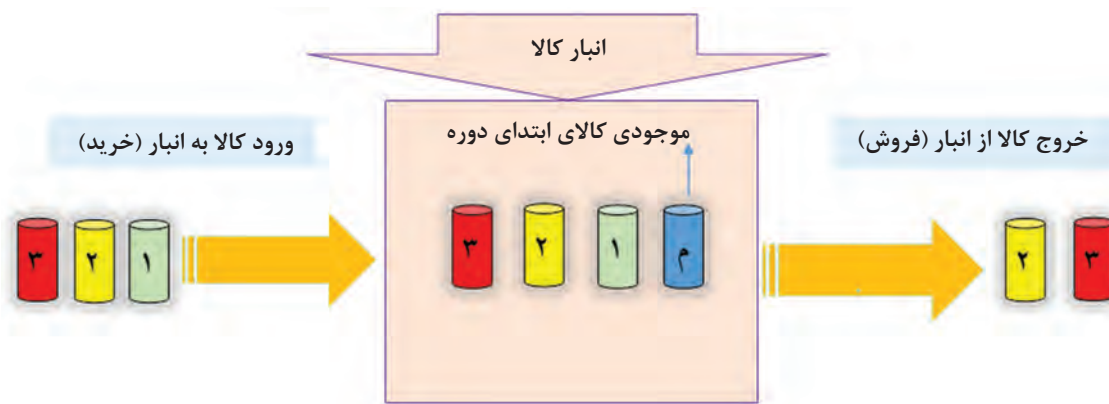 انبار کالا
خروج کالا از انبار (فروش)
موجودی کالای ابتدای دوره
ورود کالا به انبار (خرید)
۳ ۲
م ۱ ۲ ۳
۱ ۲ ۳